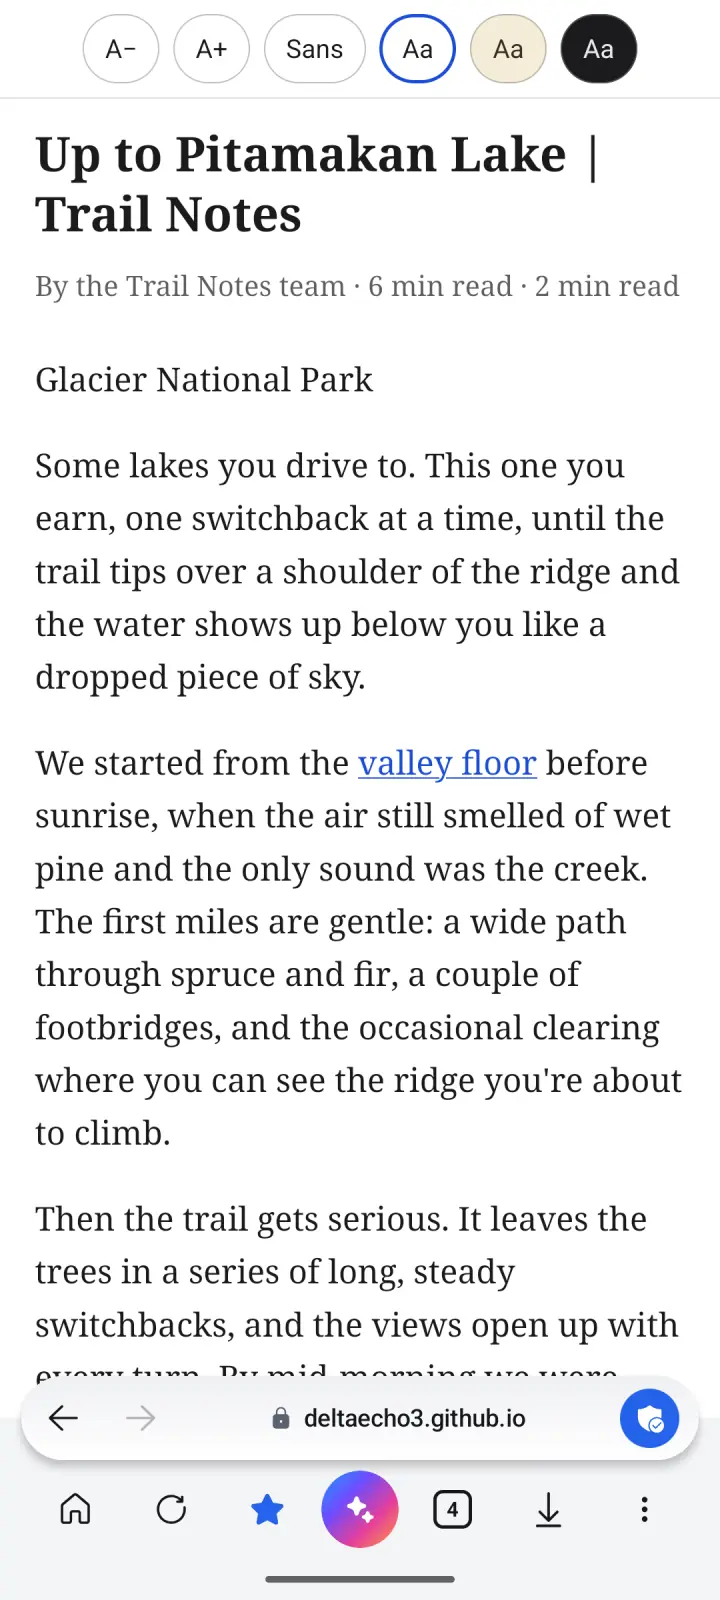 A− A+ Sans Aa Aa Aa
Up to Pitamakan Lake |
Trail Notes
By the Trail Notes team · 6 min read · 2 min read
Glacier National Park
Some lakes you drive to. This one you
earn, one switchback at a time, until the
trail tips over a shoulder of the ridge and
the water shows up below you like a
dropped piece of sky.
We started from the valley floor before
sunrise, when the air still smelled of wet
pine and the only sound was the creek.
The first miles are gentle: a wide path
through spruce and fir, a couple of
footbridges, and the occasional clearing
where you can see the ridge you're about
to climb.
Then the trail gets serious. It leaves the
trees in a series of long, steady
switchbacks, and the views open up with
every turn. By mid-morning we were
deltaecho3.github.io
4